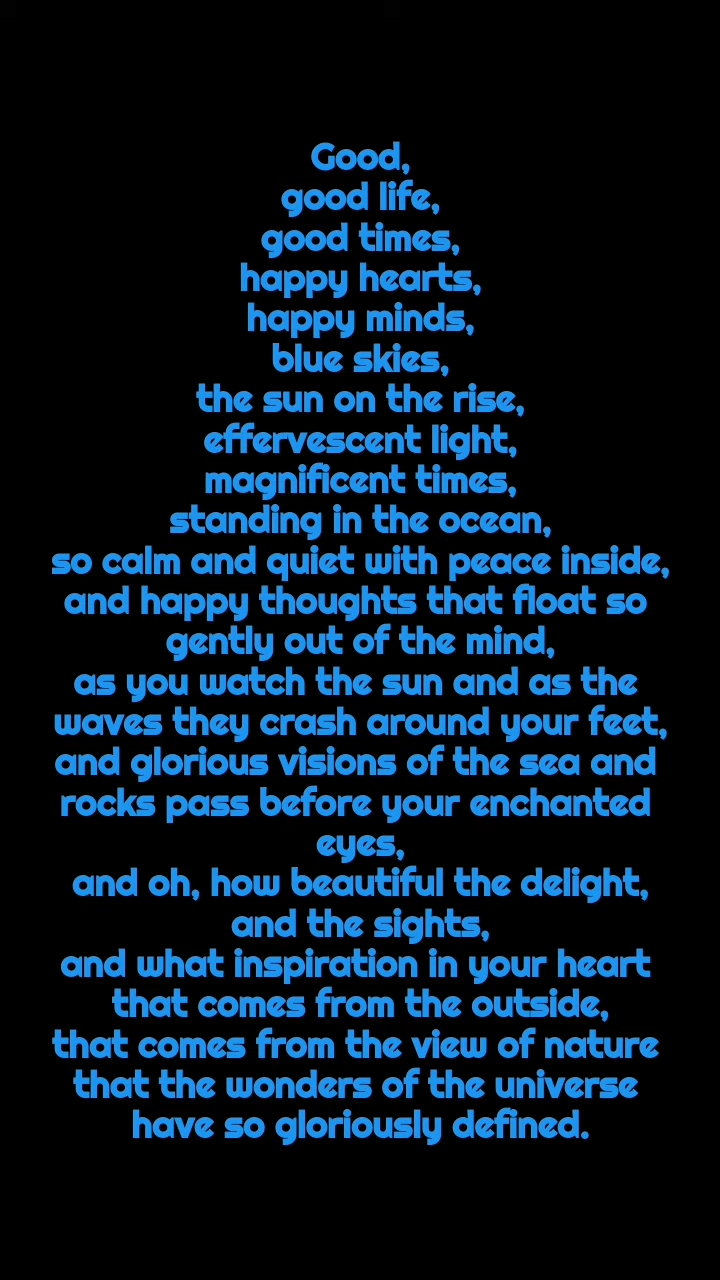 Good,
good life,
good times,
happy hearts,
happy minds,
blue skies,
the sun on the rise,
effervescent light,
magnificent times,
standing in the ocean,
so calm and quiet with peace inside,
and happy thoughts that float so
gently out of the mind,
as you watch the sun and as the
waves they crash around your feet,
and glorious visions of the sea and
rocks pass before your enchanted
eyes,
and oh, how beautiful the delight,
and the sights,
and what inspiration in your heart
that comes from the outside,
that comes from the view of nature
that the wonders of the universe
have so gloriously defined.